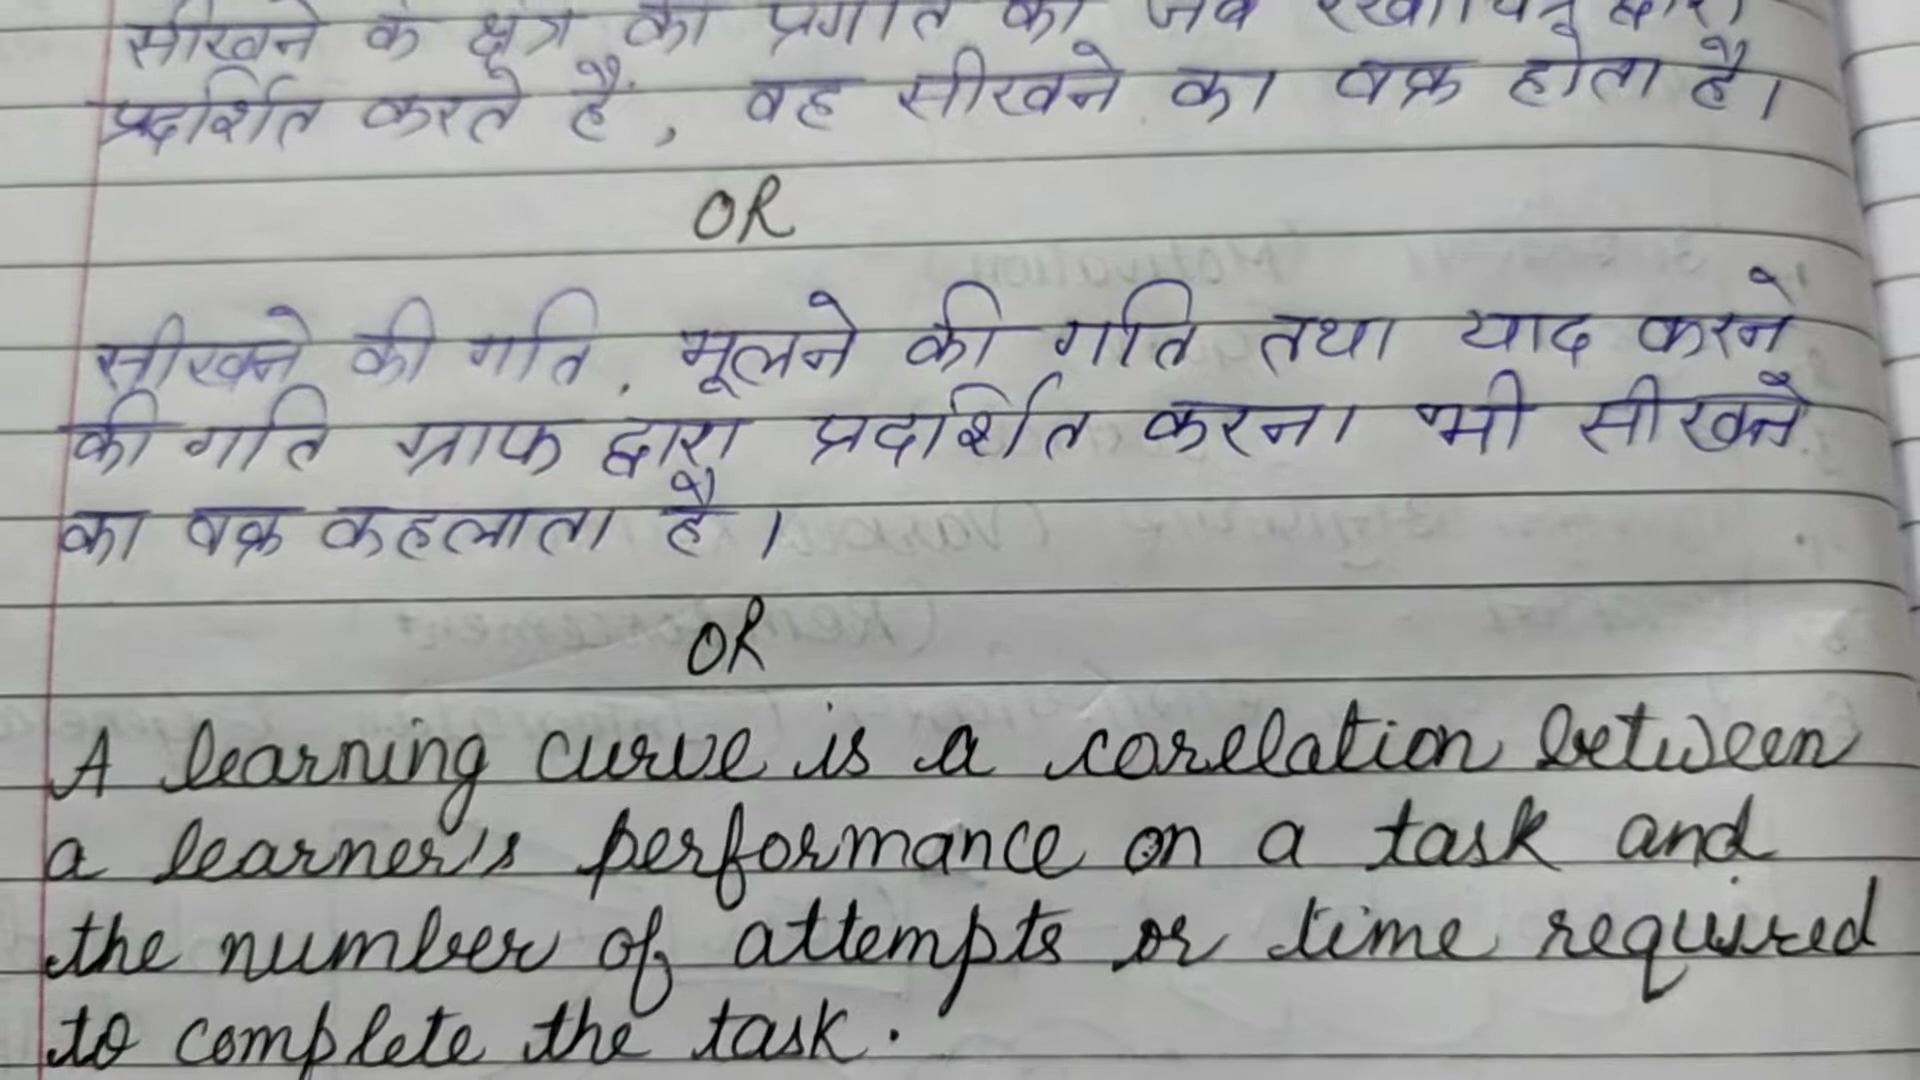 सीखने के क्षेत्र की प्रगति को जब रेखाचित्र द्वारा
प्रदर्शित करते हैं, वह सीखने का वक्र होता है।
OR
सीखने की गति, भूलने की गति तथा याद करने
की गति ग्राफ द्वारा प्रदर्शित करना भी सीखने
का वक्र कहलाता है।
OR
A learning curve is a corelation between
a learner's performance on a task and
the number of attempts or time required
to complete the task.